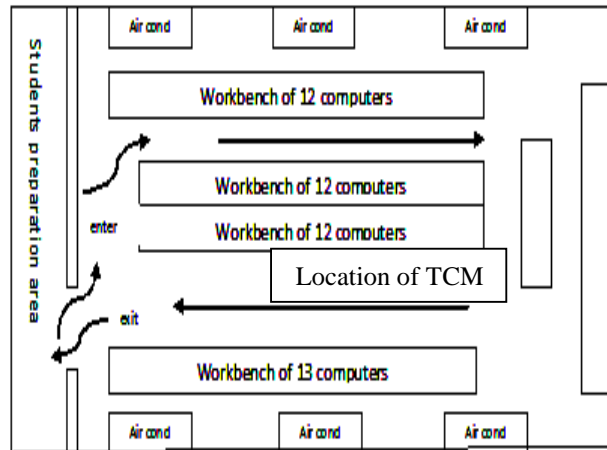 Air cond
Air cond
Air cond
Students preparation area
Workbench of 12 computers
Workbench of 12 computers
enter
Workbench of 12 computers
Location of TCM
exit
Workbench of 13 computers
Air cond
Air cond
Air cond